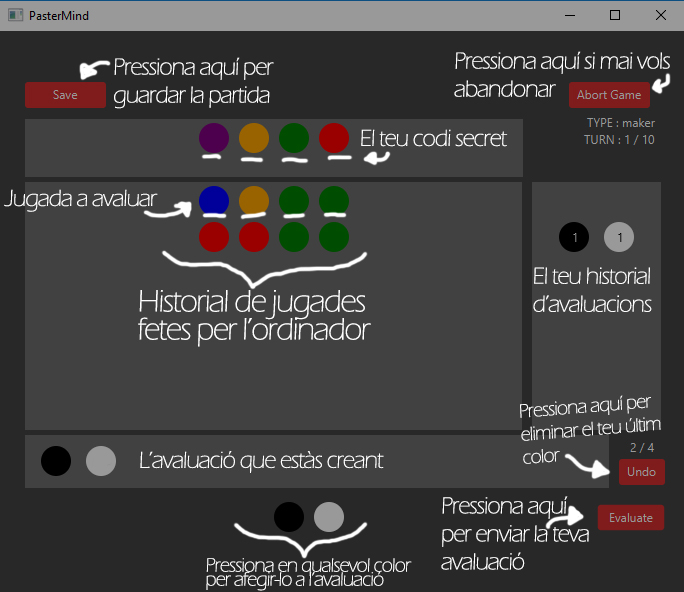 PasterMind
Pressiona aquí per
guardar la partida
Save
Pressiona aquí si mai vols
abandonar
Abort Game
TYPE : maker
TURN : 1 / 10
El teu codi secret
Jugada a avaluar
1 1
El teu historial
d'avaluacions
Historial de jugades
fetes per l'ordinador
Pressiona aquí per
eliminar el teu últim
color
2 / 4
Undo
L'avaluació que estàs creant
Pressiona aquí
per enviar la teva
avaluació
Evaluate
Pressiona en qualsevol color
per afegir-lo a l'avaluació